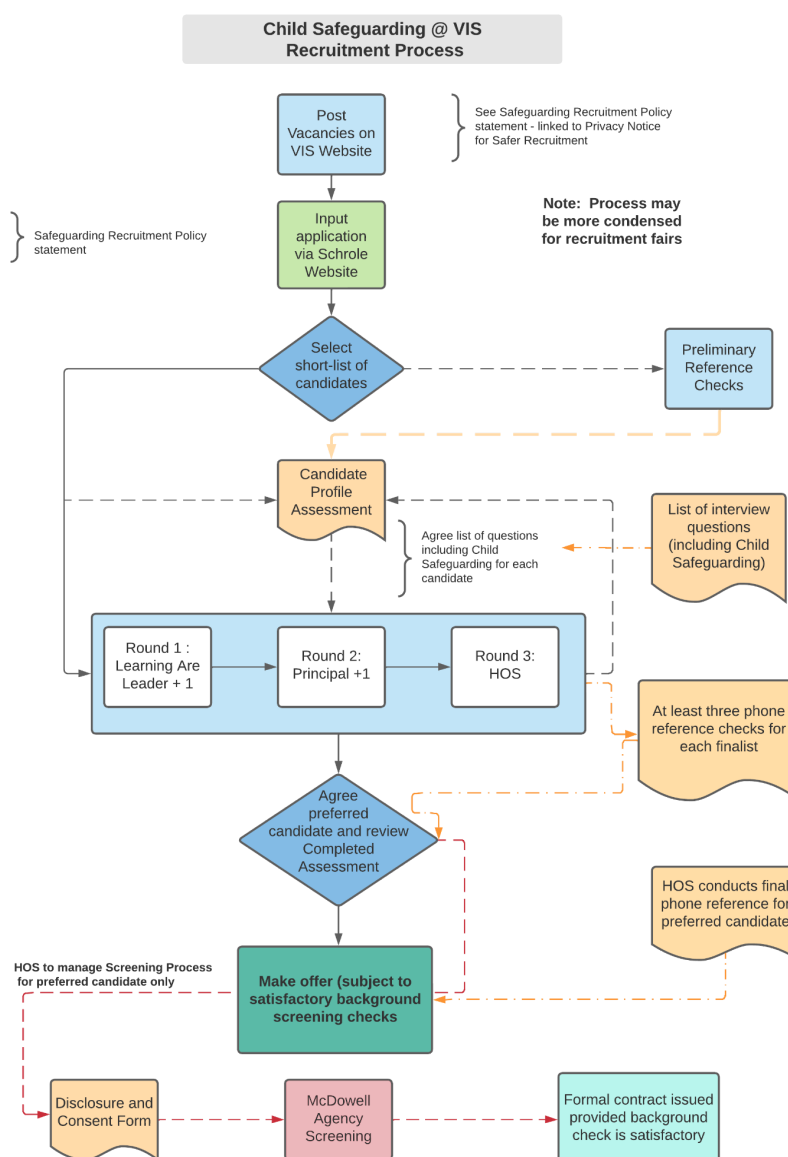 Child Safeguarding @ VIS
Recruitment Process
Post
Vacancies on
VIS Website
See Safeguarding Recruitment Policy
statement - linked to Privacy Notice
for Safer Recruitment
Note:  Process may
be more condensed
for recruitment fairs
Input
application
via Schrole
Website
Safeguarding Recruitment Policy
statement
Select
short-list of
candidates
Preliminary
Reference
Checks
Candidate
Profile
Assessment
Agree list of questions
including Child
Safeguarding for each
candidate
List of interview
questions
(including Child
Safeguarding)
Round 1 :
Learning Are
Leader + 1
Round 2:
Principal +1
Round 3:
HOS
At least three phone
reference checks for
each finalist
Agree
preferred
candidate and review
Completed
Assessment
HOS conducts final
phone reference for
preferred candidate
HOS to manage Screening Process
for preferred candidate only
Make offer (subject to
satisfactory background
screening checks
Disclosure and
Consent Form
McDowell
Agency
Screening
Formal contract issued
provided background
check is satisfactory